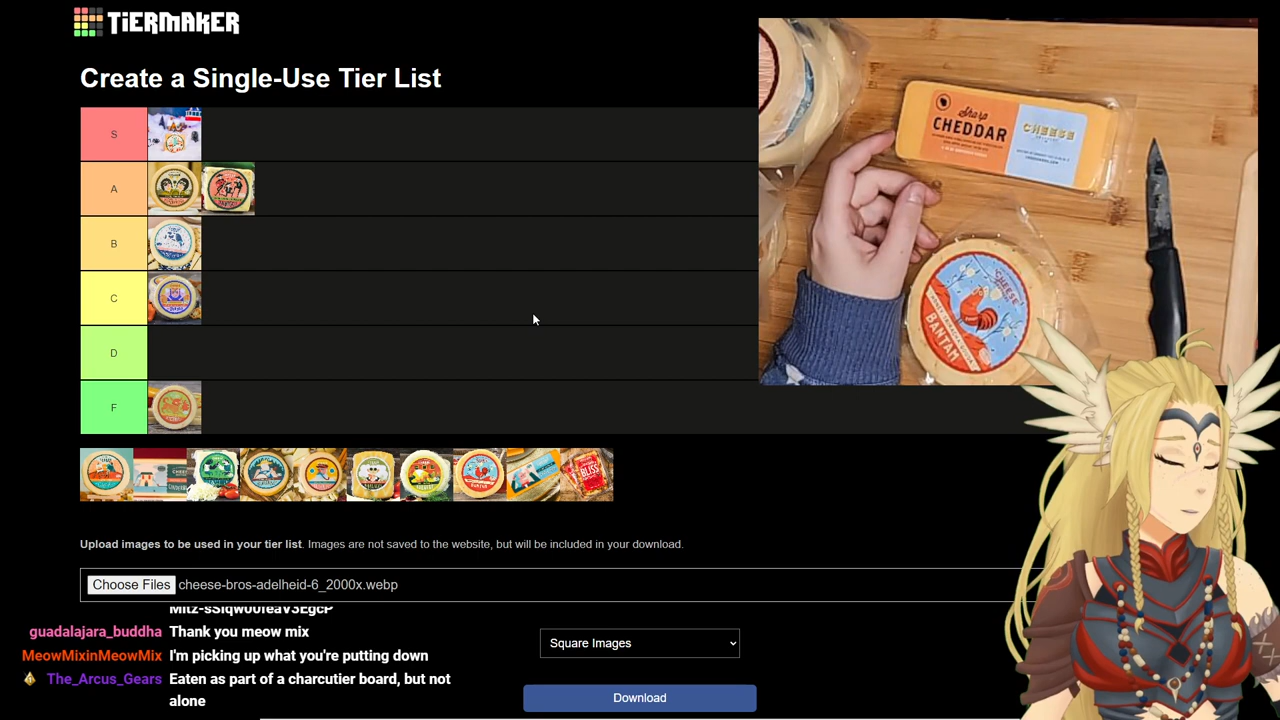 TiERMAKER
Create a Single-Use Tier List
S
A
B
C
D
F
Sharp
CHEDDAR
CHEESE
CHEESE
BANTAM
BLISS
Upload images to be used in your tier list. Images are not saved to the website, but will be included in your download.
Choose Files cheese-bros-adelheid-6_2000x.webp
guadalajara_buddha Thank you meow mix
MeowMixinMeowMix I'm picking up what you're putting down
The_Arcus_Gears Eaten as part of a charcutier board, but not
alone
Square Images
Download